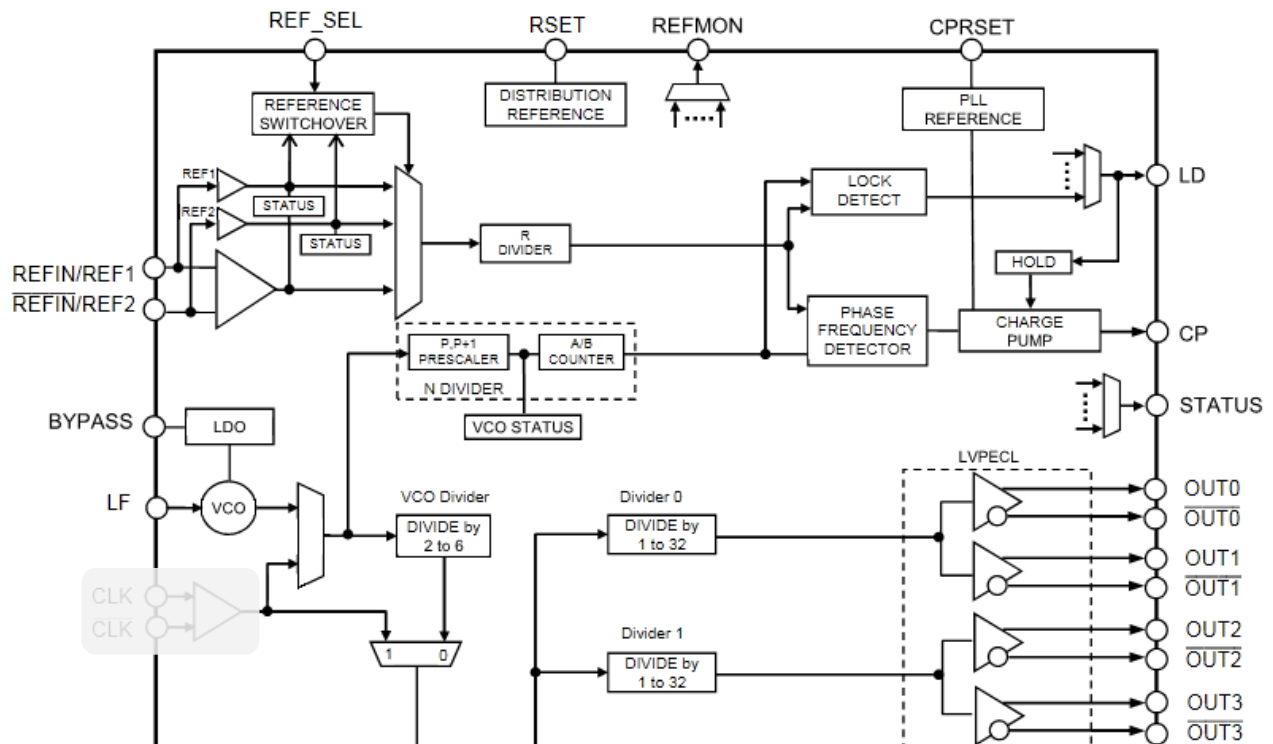 REF_SEL
RSET
REFMON
CPRSET
REFERENCE
SWITCHOVER
DISTRIBUTION
REFERENCE
PLL
REFERENCE
REF1
STATUS
REF2
STATUS
R
DIVIDER
LOCK
DETECT
LD
HOLD
REFIN/REF1
REFIN/REF2
PHASE
FREQUENCY
DETECTOR
CHARGE
PUMP
CP
P,P+1
PRESCALER
A/B
COUNTER
N DIVIDER
VCO STATUS
STATUS
BYPASS
LDO
LF
VCO
VCO Divider
DIVIDE by
2 to 6
Divider 0
DIVIDE by
1 to 32
LVPECL
OUT0
OUT0
OUT1
OUT1
CLK
CLK
1 0
Divider 1
DIVIDE by
1 to 32
OUT2
OUT2
OUT3
OUT3